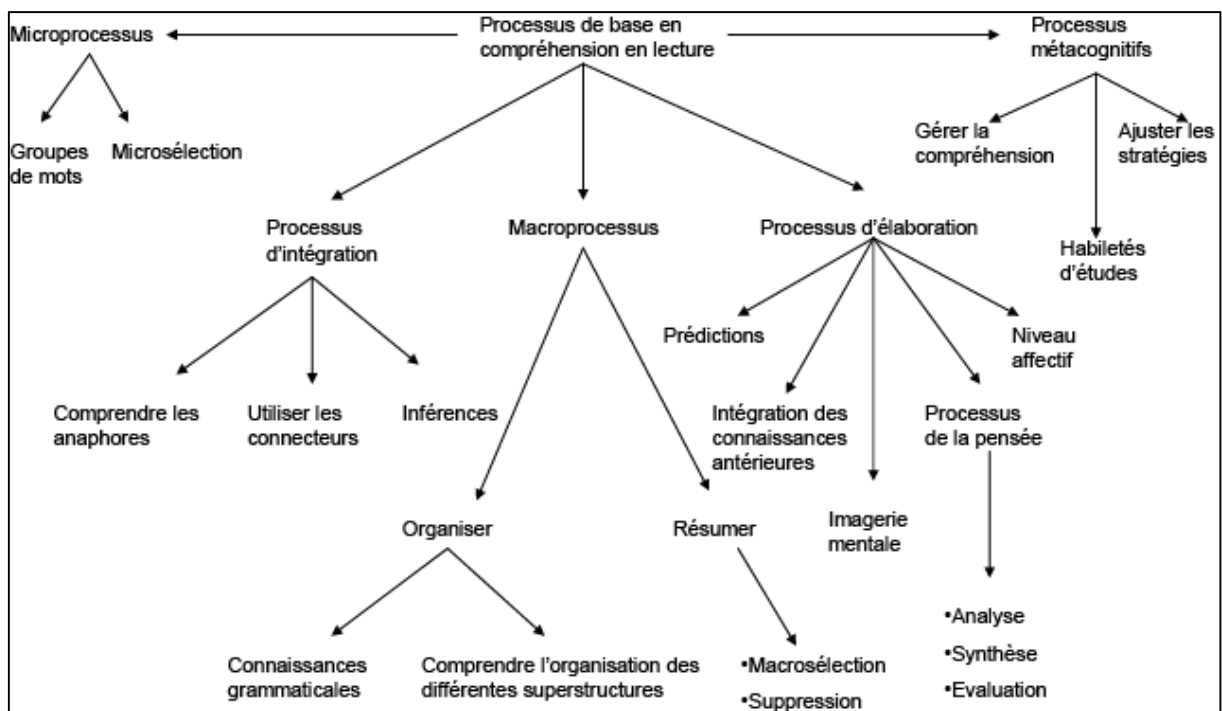 Microprocessus
Processus de base en
compréhension en lecture
Processus
métacognitifs
Groupes
de mots
Microsélection
Gérer la
compréhension
Ajuster les
stratégies
Habiletés
d'études
Processus
d'intégration
Macroprocessus
Processus d'élaboration
Prédictions
Niveau
affectif
Comprendre les
anaphores
Utiliser les
connecteurs
Inférences
Intégration des
connaissances
antérieures
Processus
de la pensée
Imagerie
mentale
Organiser
Résumer
Connaissances
grammaticales
Comprendre l'organisation des
différentes superstructures
•Macrosélection
•Suppression
•Analyse
•Synthèse
•Evaluation